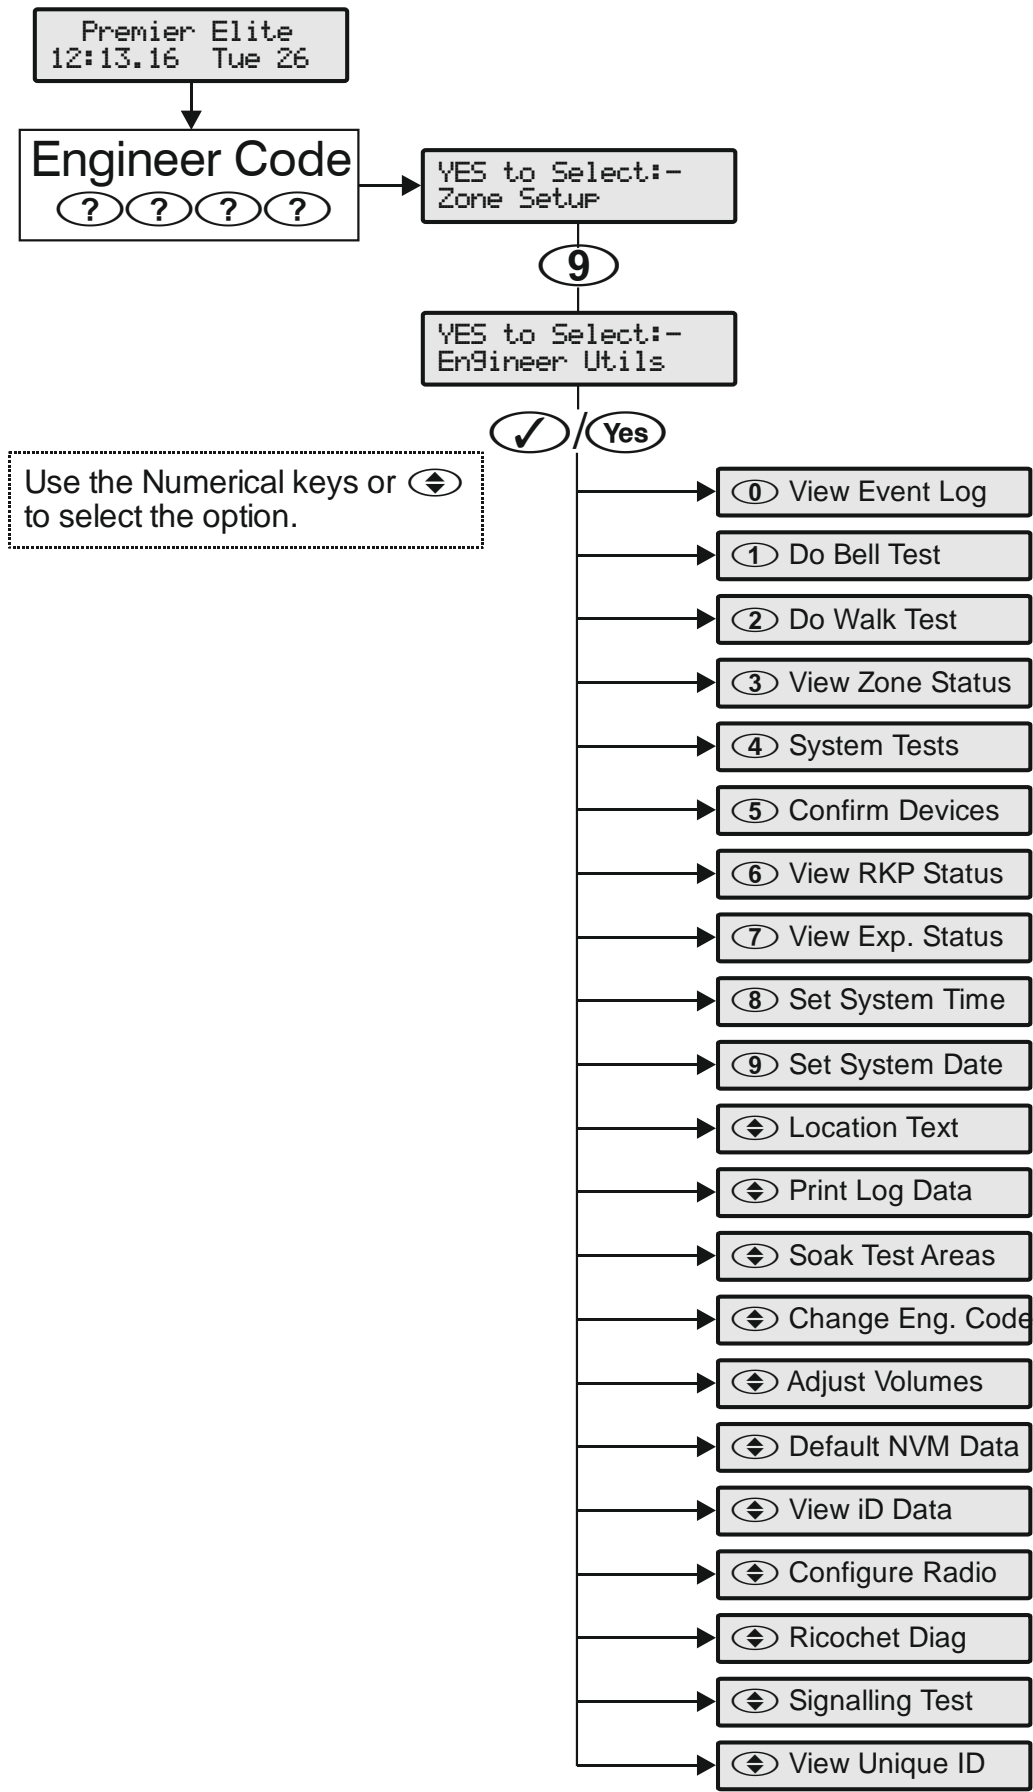 Premier Elite
12:13.16 Tue 26
Engineer Code
? ? ? ?
YES to Select:-
Zone Setup
9
YES to Select:-
Engineer Utils
✓/Yes
Use the Numerical keys or
to select the option.
0 View Event Log
1 Do Bell Test
2 Do Walk Test
3 View Zone Status
4 System Tests
5 Confirm Devices
6 View RKP Status
7 View Exp. Status
8 Set System Time
9 Set System Date
Location Text
Print Log Data
Soak Test Areas
Change Eng. Code
Adjust Volumes
Default NVM Data
View iD Data
Configure Radio
Ricochet Diag
Signalling Test
View Unique ID